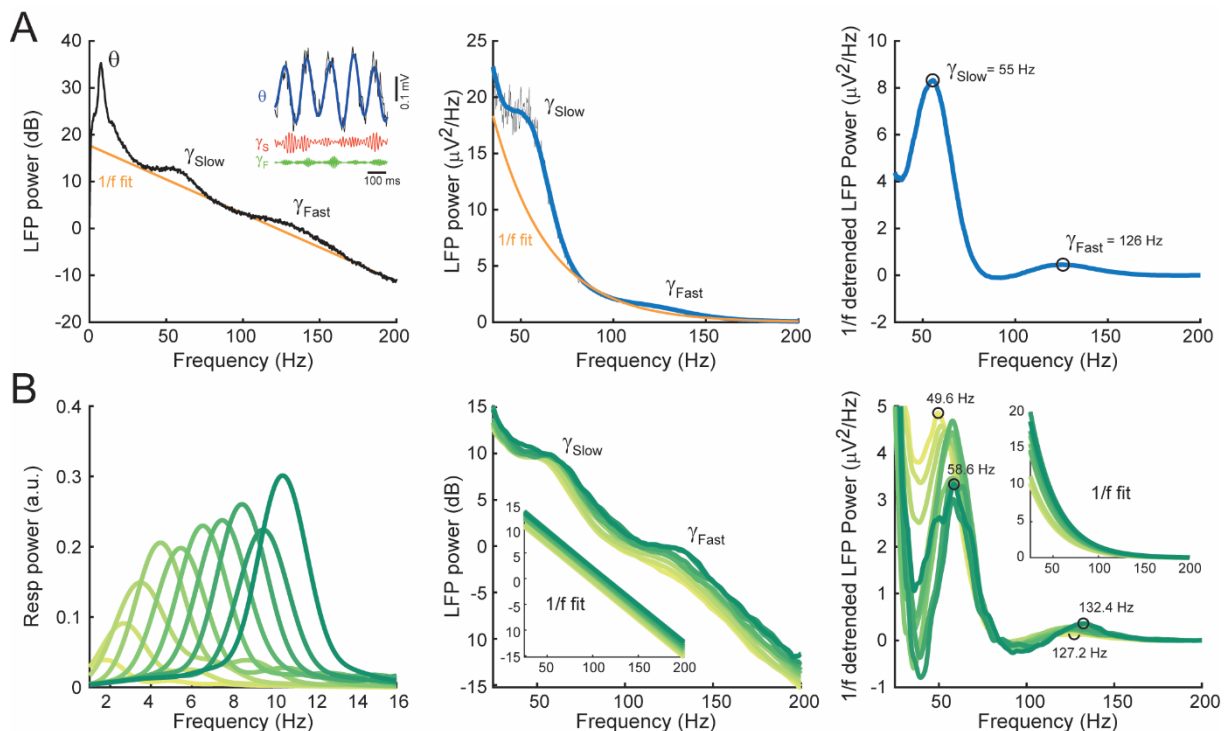 A
LFP power (dB)
40
30
20
10
0
-10
-20
θ
γSlow
γFast
1/f fit
θ
γS
γF
0.1 mV
100 ms
0 50 100 150 200
Frequency (Hz)
LFP power (μV²/Hz)
25
20
15
10
5
0
γSlow
1/f fit
γFast
50 100 150 200
Frequency (Hz)
1/f detrended LFP Power (μV²/Hz)
10
8
6
4
2
0
-2
γSlow = 55 Hz
γFast = 126 Hz
50 100 150 200
Frequency (Hz)
B
Resp power (a.u.)
0.4
0.3
0.2
0.1
0
2 4 6 8 10 12 14 16
Frequency (Hz)
LFP power (dB)
15
10
5
0
-5
-10
-15
γSlow
γFast
15
10
5
0
-5
-10
-15
1/f fit
50 100 150 200
50 100 150 200
Frequency (Hz)
1/f detrended LFP Power (μV²/Hz)
5
4
3
2
1
0
-1
49.6 Hz
58.6 Hz
132.4 Hz
127.2 Hz
20
15
10
5
0
1/f fit
50 100 150 200
50 100 150 200
Frequency (Hz)